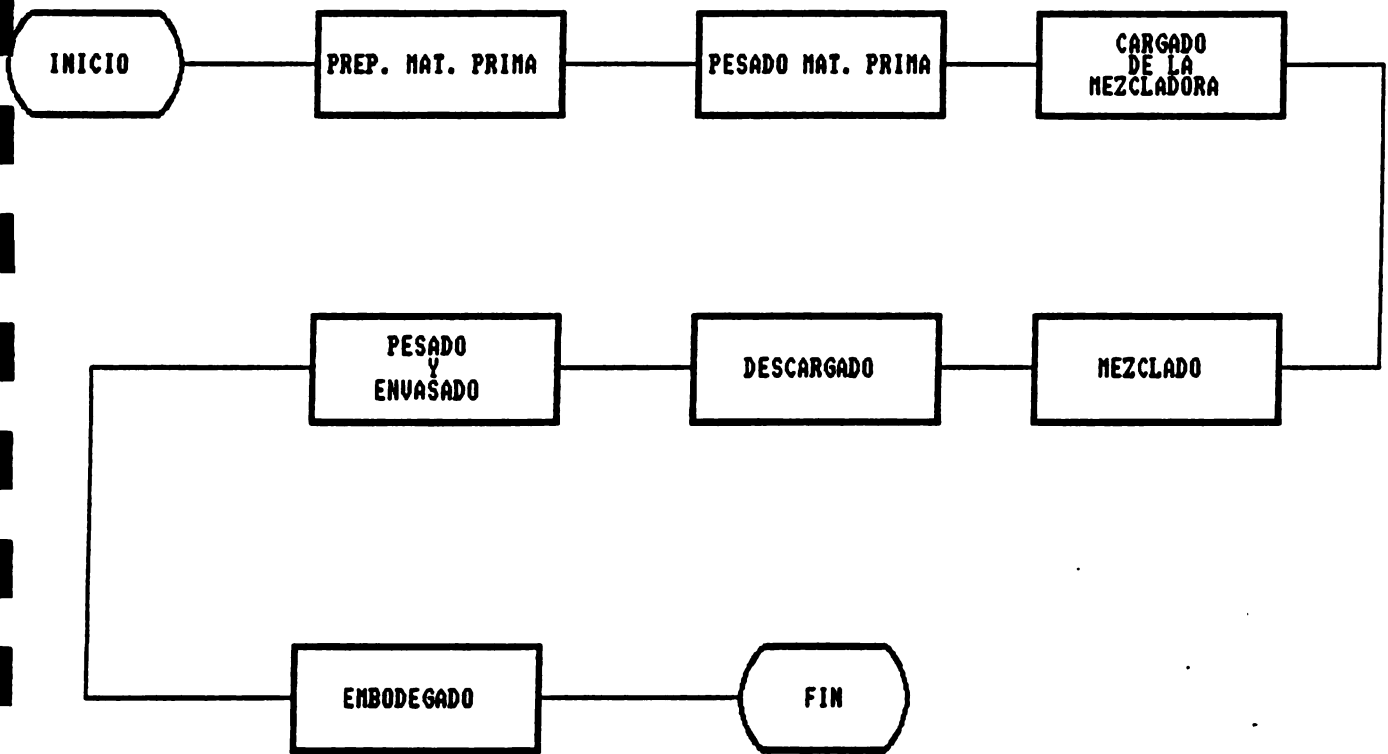 INICIO
PREP. MAT. PRIMA
PESADO MAT. PRIMA
CARGADO
DE LA
MEZCLADORA
MEZCLADO
DESCARGADO
PESADO
Y
ENVASADO
EMBODEGADO
FIN